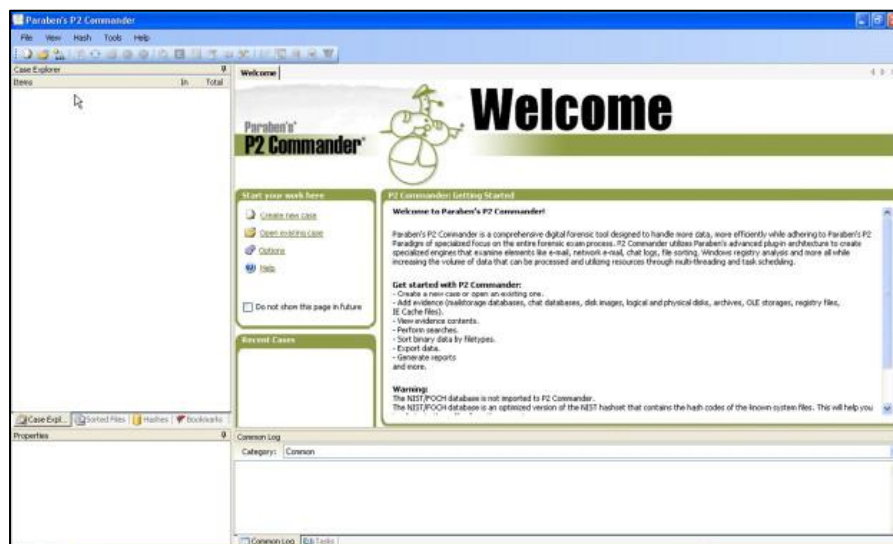 Paraben's P2 Commander
File View Hash Tools Help
Case Explorer
Items In Total
Welcome
Paraben's
P2 Commander
Welcome
Start your work here
Create new case
Open existing case
Options
Help
Do not show this page in future
Recent Cases
P2 Commander: Getting Started
Welcome to Paraben's P2 Commander!
Paraben's P2 Commander is a comprehensive digital forensic tool designed to handle more data, more efficiently while adhering to Paraben's P2
Paradigm of specialized focus on the entire forensic exam process. P2 Commander utilizes Paraben's advanced plug-in architecture to create
specialized engines that examine elements like e-mail, network e-mail, chat logs, file sorting, Windows registry analysis and more all while
increasing the volume of data that can be processed and utilizing resources through multi-threading and task scheduling.
Get started with P2 Commander:
- Create a new case or open an existing one.
- Add evidence (mailstorage databases, chat databases, disk images, logical and physical disks, archives, OLE storages, registry files,
IE Cache files).
- View evidence contents.
- Perform searches.
- Sort binary data by filetypes.
- Export data.
- Generate reports
and more.
Warning:
The NIST/FOCH database is not imported to P2 Commander.
The NIST/FOCH database is an optimized version of the NIST hashset that contains the hash codes of the known system files. This will help you
Case Expl... Sorted Files Hashes Bookmarks
Properties
Common Log
Category: Common
Common Log Tasks